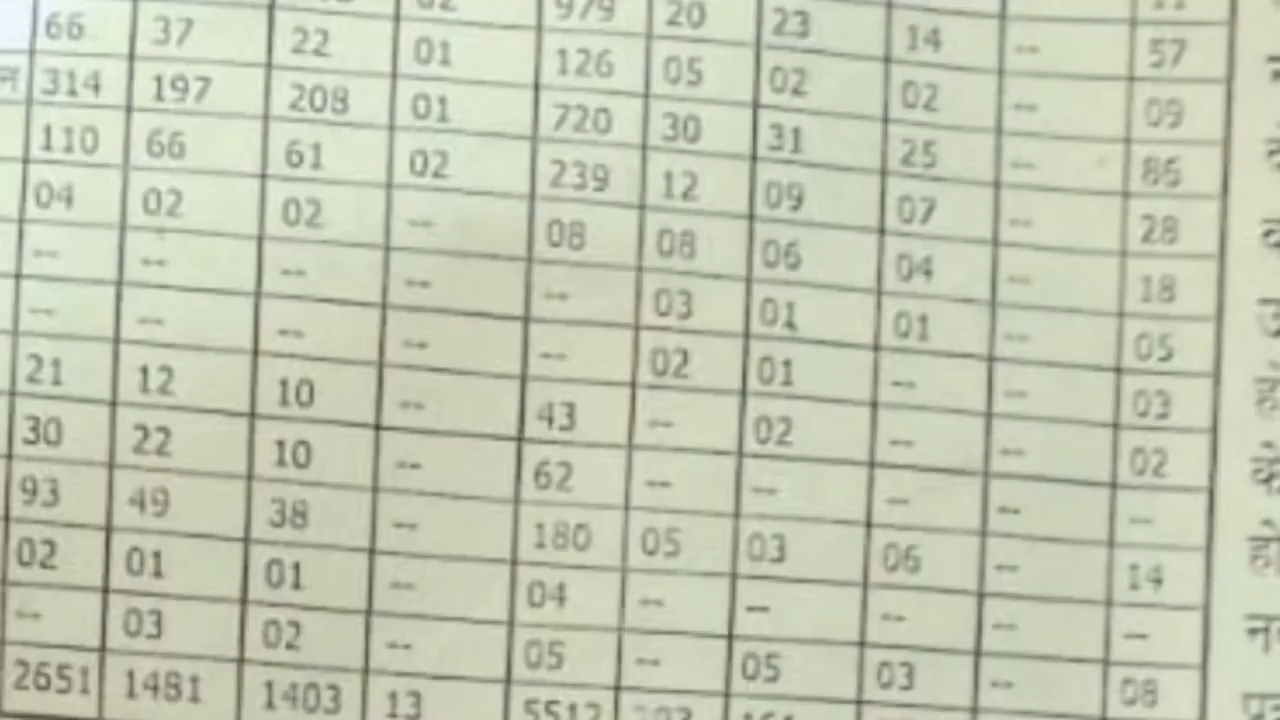 02 979 20 23 14 -- 57
66 37 22 01 126 05 02 02 -- 09
314 197 208 01 720 30 31 25 -- 86
110 66 61 02 239 12 09 07 -- 28
04 02 02 -- 08 08 06 04 -- 18
-- -- -- -- -- 03 01 01 -- 05
-- -- -- -- -- 02 01 -- -- 03
21 12 10 -- 43 -- 02 -- -- 02
30 22 10 -- 62 -- -- -- -- --
93 49 38 -- 180 05 03 06 -- 14
02 01 01 -- 04 -- -- -- -- --
-- 03 02 -- 05 -- 05 03 -- 08
2651 1481 1403 13 5512